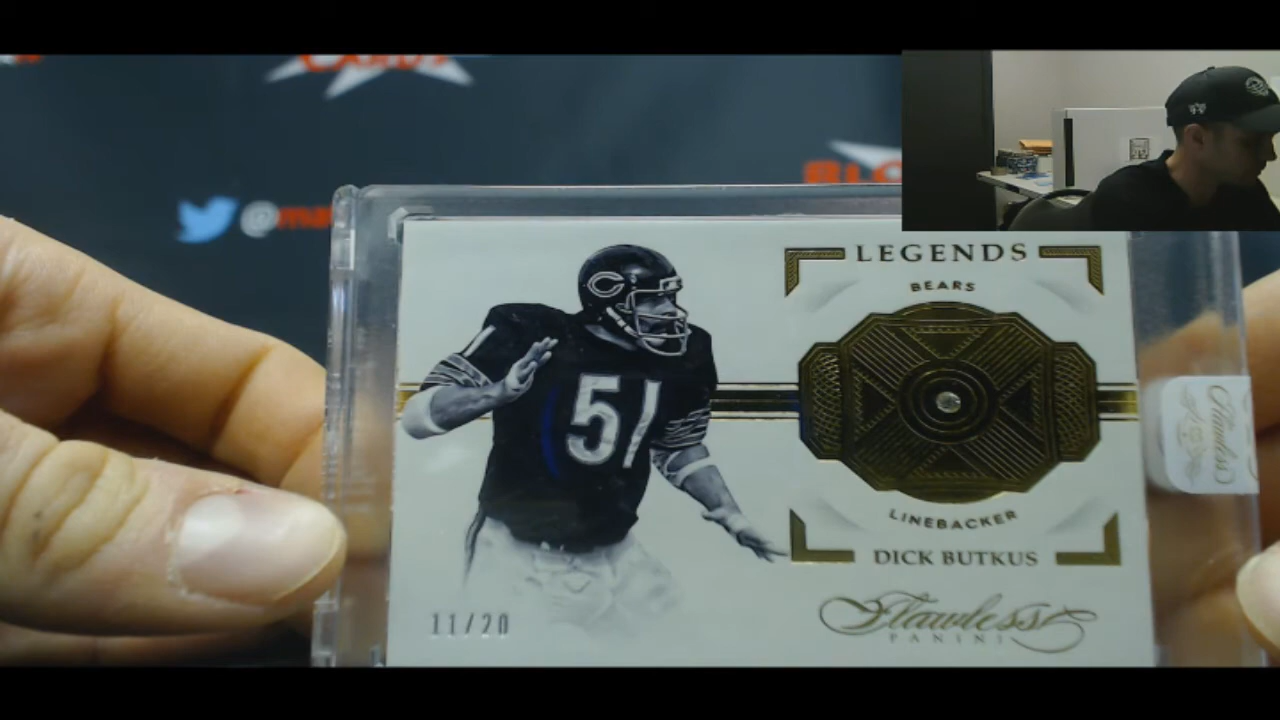 @
LEGENDS
BEARS
51
LINEBACKER
DICK BUTKUS
11/20
Flawless
PANINI
Flawless